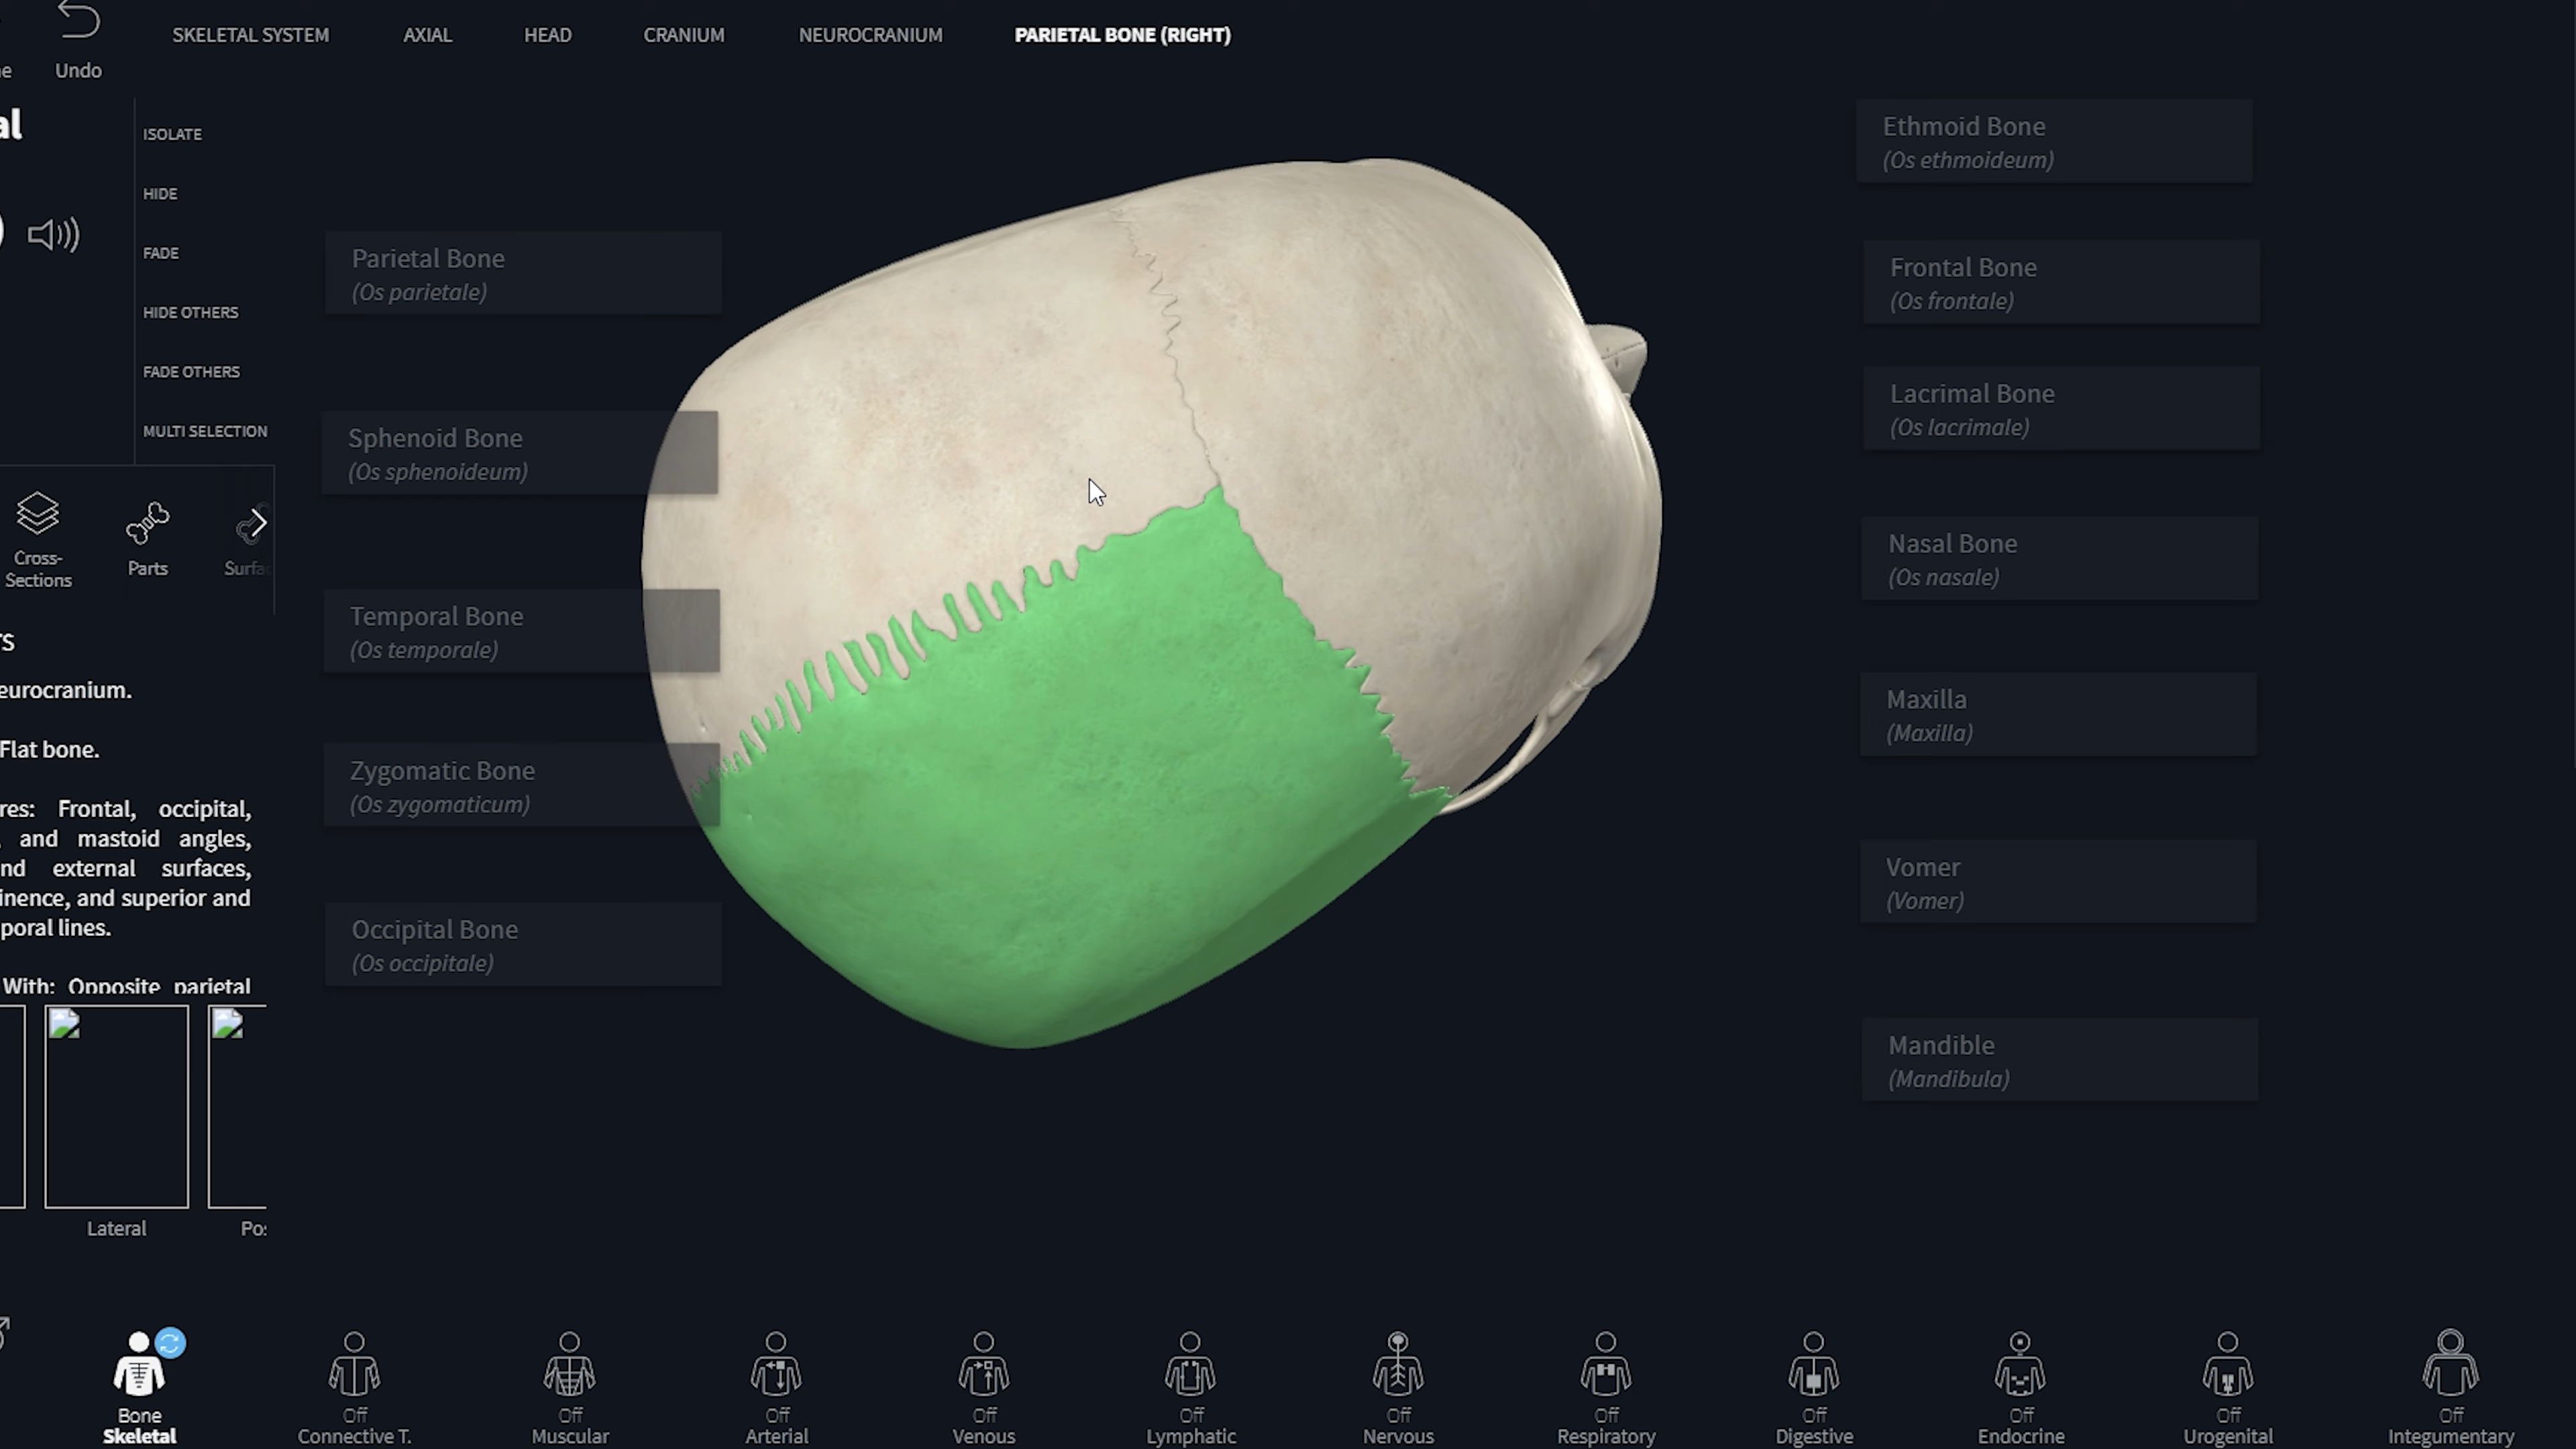 SKELETAL SYSTEM AXIAL HEAD CRANIUM NEUROCRANIUM PARIETAL BONE (RIGHT)
Undo
al
ISOLATE
HIDE
FADE
HIDE OTHERS
FADE OTHERS
MULTI SELECTION
Cross-
Sections
Parts
Surfa
eurocranium.
Flat bone.
res: Frontal, occipital,
and mastoid angles,
nd external surfaces,
inence, and superior and
poral lines.
With: Opposite parietal
Lateral
Pos
Parietal Bone
(Os parietale)
Sphenoid Bone
(Os sphenoideum)
Temporal Bone
(Os temporale)
Zygomatic Bone
(Os zygomaticum)
Occipital Bone
(Os occipitale)
Ethmoid Bone
(Os ethmoideum)
Frontal Bone
(Os frontale)
Lacrimal Bone
(Os lacrimale)
Nasal Bone
(Os nasale)
Maxilla
(Maxilla)
Vomer
(Vomer)
Mandible
(Mandibula)
Bone
Skeletal
Off
Connective T.
Off
Muscular
Off
Arterial
Off
Venous
Off
Lymphatic
Off
Nervous
Off
Respiratory
Off
Digestive
Off
Endocrine
Off
Urogenital
Off
Integumentary